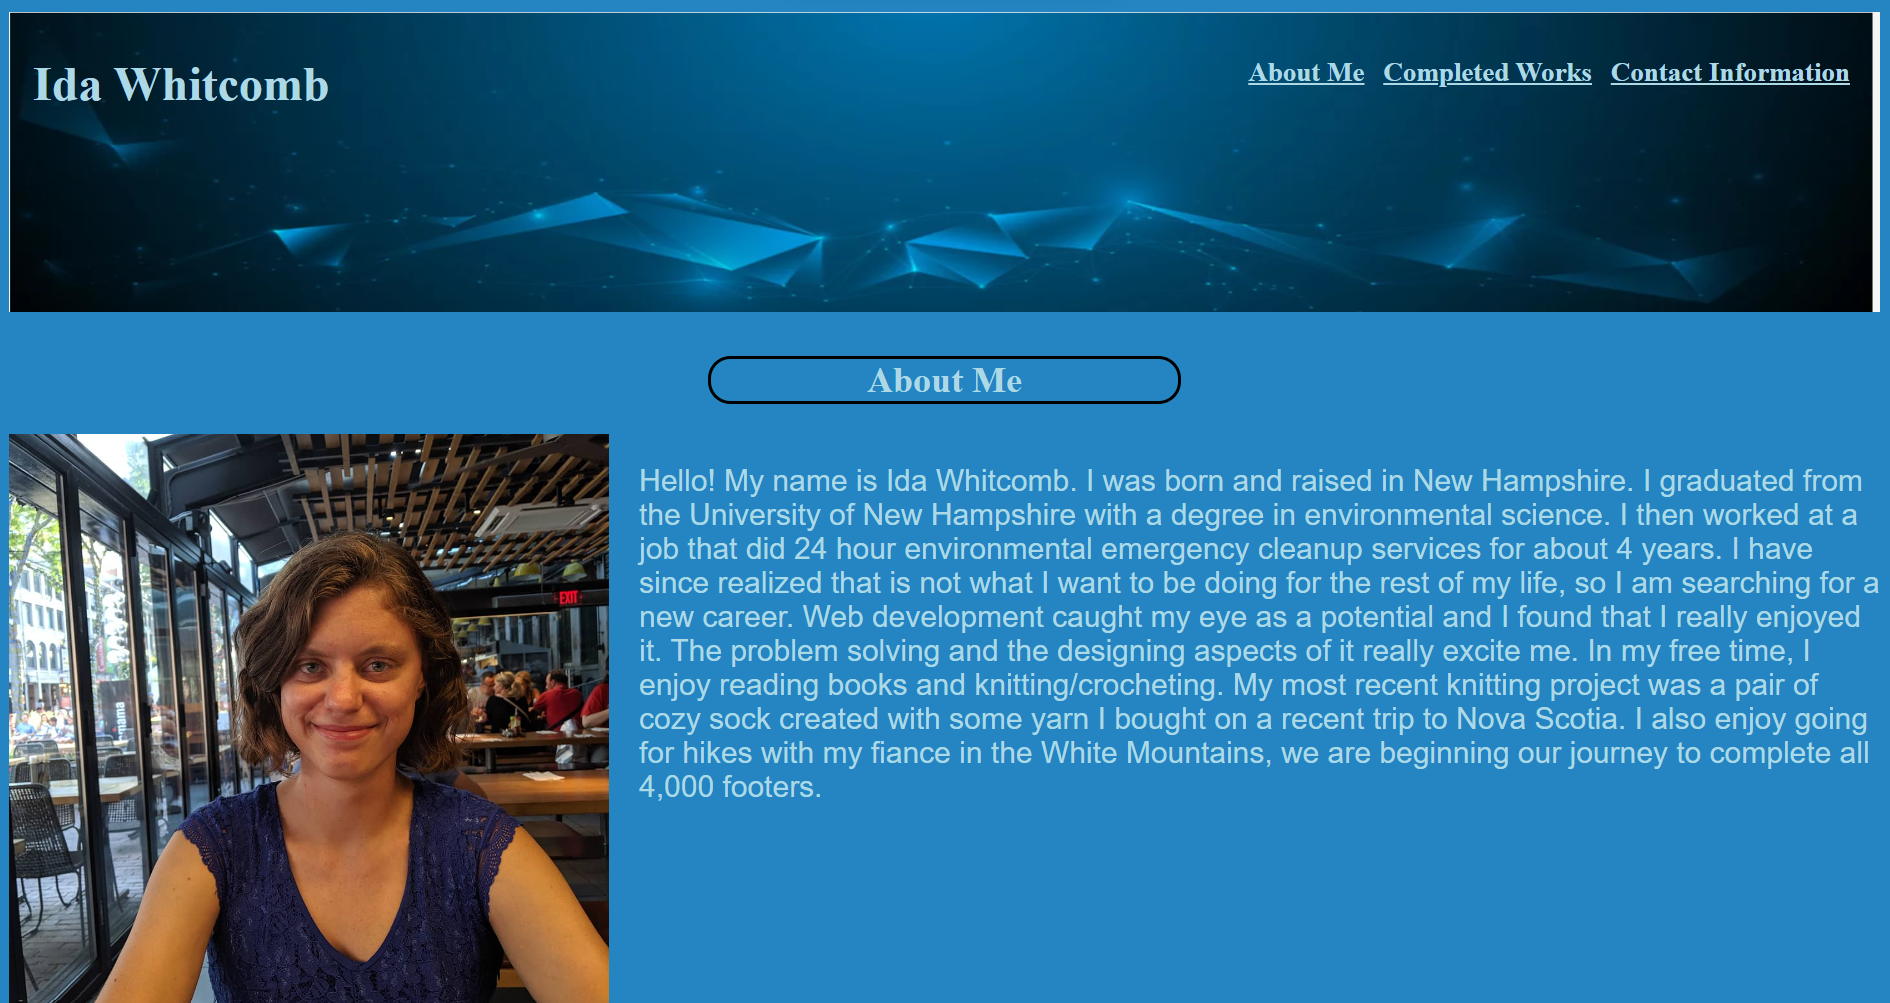 Ida Whitcomb
About Me Completed Works Contact Information
About Me
Hello! My name is Ida Whitcomb. I was born and raised in New Hampshire. I graduated from
the University of New Hampshire with a degree in environmental science. I then worked at a
job that did 24 hour environmental emergency cleanup services for about 4 years. I have
since realized that is not what I want to be doing for the rest of my life, so I am searching for a
new career. Web development caught my eye as a potential and I found that I really enjoyed
it. The problem solving and the designing aspects of it really excite me. In my free time, I
enjoy reading books and knitting/crocheting. My most recent knitting project was a pair of
cozy sock created with some yarn I bought on a recent trip to Nova Scotia. I also enjoy going
for hikes with my fiance in the White Mountains, we are beginning our journey to complete all
4,000 footers.
EXIT